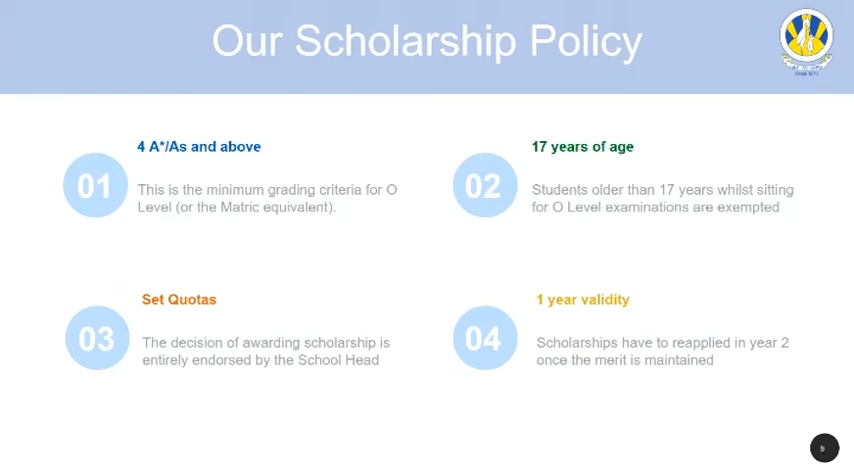 Our Scholarship Policy
01
4 A*/As and above
This is the minimum grading criteria for O
Level (or the Matric equivalent).
02
17 years of age
Students older than 17 years whilst sitting
for O Level examinations are exempted
03
Set Quotas
The decision of awarding scholarship is
entirely endorsed by the School Head
04
1 year validity
Scholarships have to reapplied in year 2
once the merit is maintained